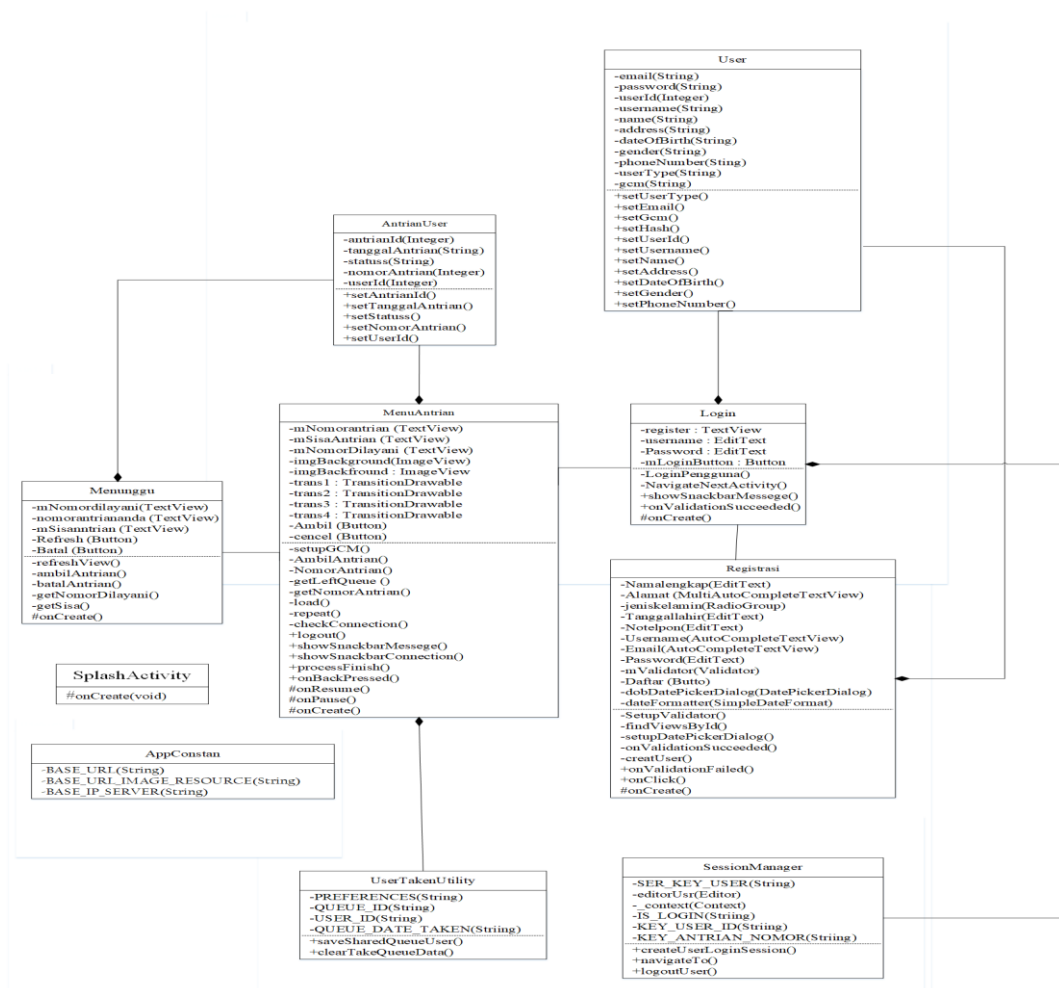 User
-email(String)
-password(String)
-userId(Integer)
-username(String)
-name(String)
-address(String)
-dateOfBirth(String)
-gender(String)
-phoneNumber(Sting)
-userType(String)
-gcm(String)
+setUserType()
+setEmail()
+setGcm()
+setHash()
+setUserId()
+setUsername()
+setName()
+setAddress()
+setDateOfBirth()
+setGender()
+setPhoneNumber()
AntrianUser
-antrianId(Integer)
-tanggalAntrian(String)
-statuss(String)
-nomorAntrian(Integer)
-userId(Integer)
+setAntrianId()
+setTanggalAntrian()
+setStatuss()
+setNomorAntrian()
+setUserId()
MenuAntrian
-mNomorantrian (TextView)
-mSisaAntrian (TextView)
-mNomorDilayani (TextView)
-imgBackground(ImageView)
-imgBackfround : ImageView
-trans1 : TransitionDrawable
-trans2 : TransitionDrawable
-trans3 : TransitionDrawable
-trans4 : TransitionDrawable
-Ambil (Button)
-cencel (Button)
-setupGCM()
-AmbilAntrian()
-NomorAntrian()
-getLeftQueue ()
-getNomorAntrian()
-load()
-repeat()
-checkConnection()
+logout()
+showSnackbarMessege()
+showSnackbarConnection()
+processFinish()
+onBackPressed()
#onResume()
#onPause()
#onCreate()
Login
-register : TextView
-username : EditText
-Password : EditText
-mLoginButton : Button
-LoginPengguna()
-NavigateNextActivity()
+showSnackbarMessege()
+onValidationSucceeded()
#onCreate()
Menunggu
-mNomordilayani(TextView)
-nomorantriananda (TextView)
-mSisanntrian (TextView)
-Refresh (Button)
-Batal (Button)
-refreshView()
-ambilAntrian()
-batalAntrian()
-getNomorDilayani()
-getSisa()
#onCreate()
Registrasi
-Namalengkap(EditText)
-Alamat (MultiAutoCompleteTextView)
-jeniskelamin(RadioGroup)
-Tanggallahir(EditText)
-Notelpon(EditText)
-Username(AutoCompleteTextView)
-Email(AutoCompleteTextView)
-Password(EditText)
-mValidator(Validator)
-Daftar (Butto)
-dobDatePickerDialog(DatePickerDialog)
-dateFormatter(SimpleDateFormat)
-SetupValidator()
-findViewsById()
-setupDatePickerDialog()
-onValidationSucceeded()
-creatUser()
+onValidationFailed()
+onClick()
#onCreate()
SplashActivity
#onCreate(void)
AppConstan
-BASE_URL(String)
-BASE_URL_IMAGE_RESOURCE(String)
-BASE_IP_SERVER(String)
UserTakenUtility
-PREFERENCES(String)
-QUEUE_ID(String)
-USER_ID(String)
-QUEUE_DATE_TAKEN(Striing)
+saveSharedQueueUser()
+clearTakeQueueData()
SessionManager
-SER_KEY_USER(String)
-editorUsr(Editor)
-_context(Context)
-IS_LOGIN(Striing)
-KEY_USER_ID(Striing)
-KEY_ANTRIAN_NOMOR(Striing)
+createUserLoginSession()
+navigateTo()
+logoutUser()